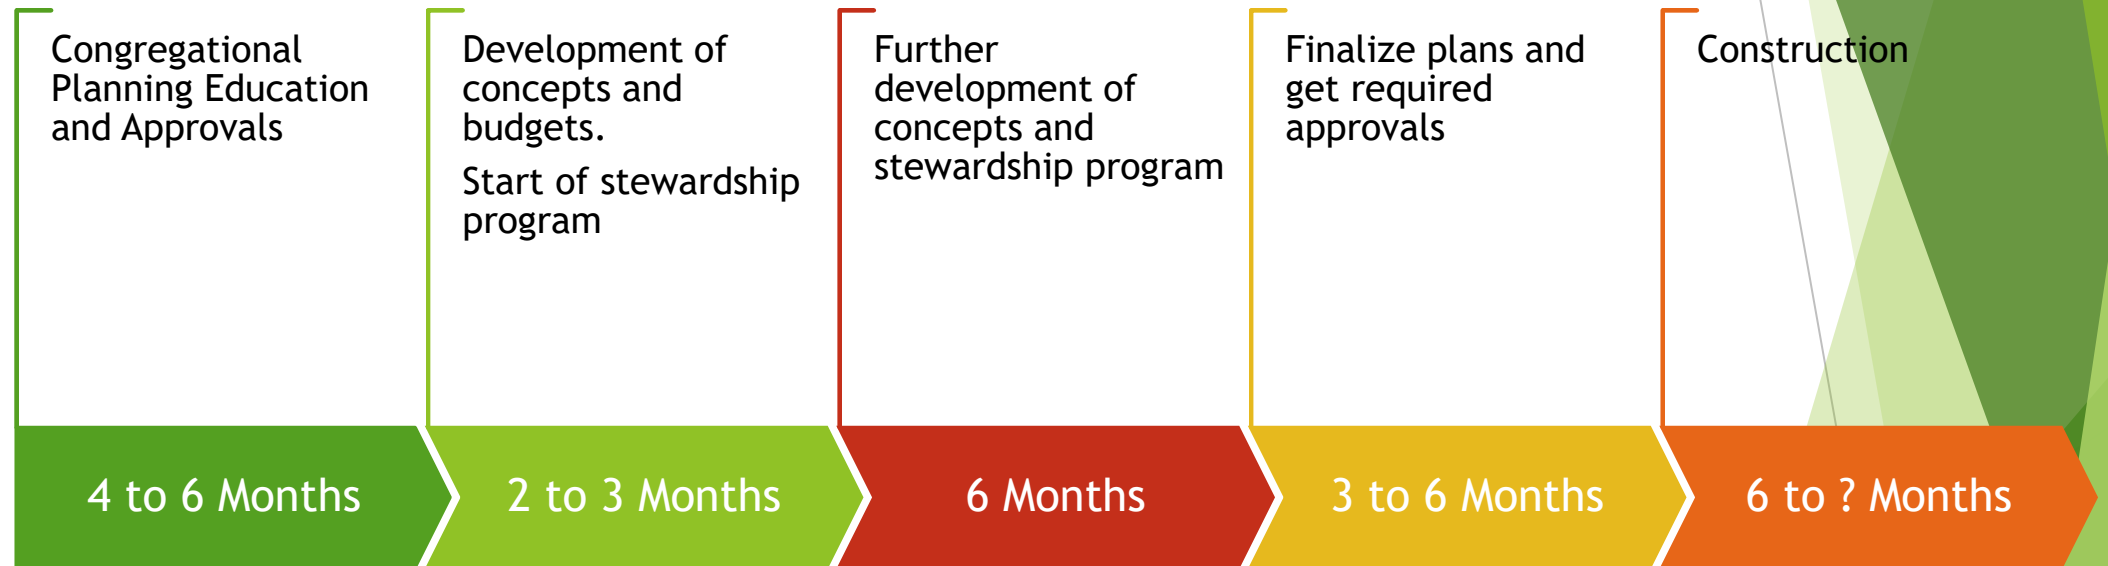 Congregational
Planning Education
and Approvals
Development of
concepts and
budgets.
Start of stewardship
program
Further
development of
concepts and
stewardship program
Finalize plans and
get required
approvals
Construction
4 to 6 Months
2 to 3 Months
6 Months
3 to 6 Months
6 to ? Months